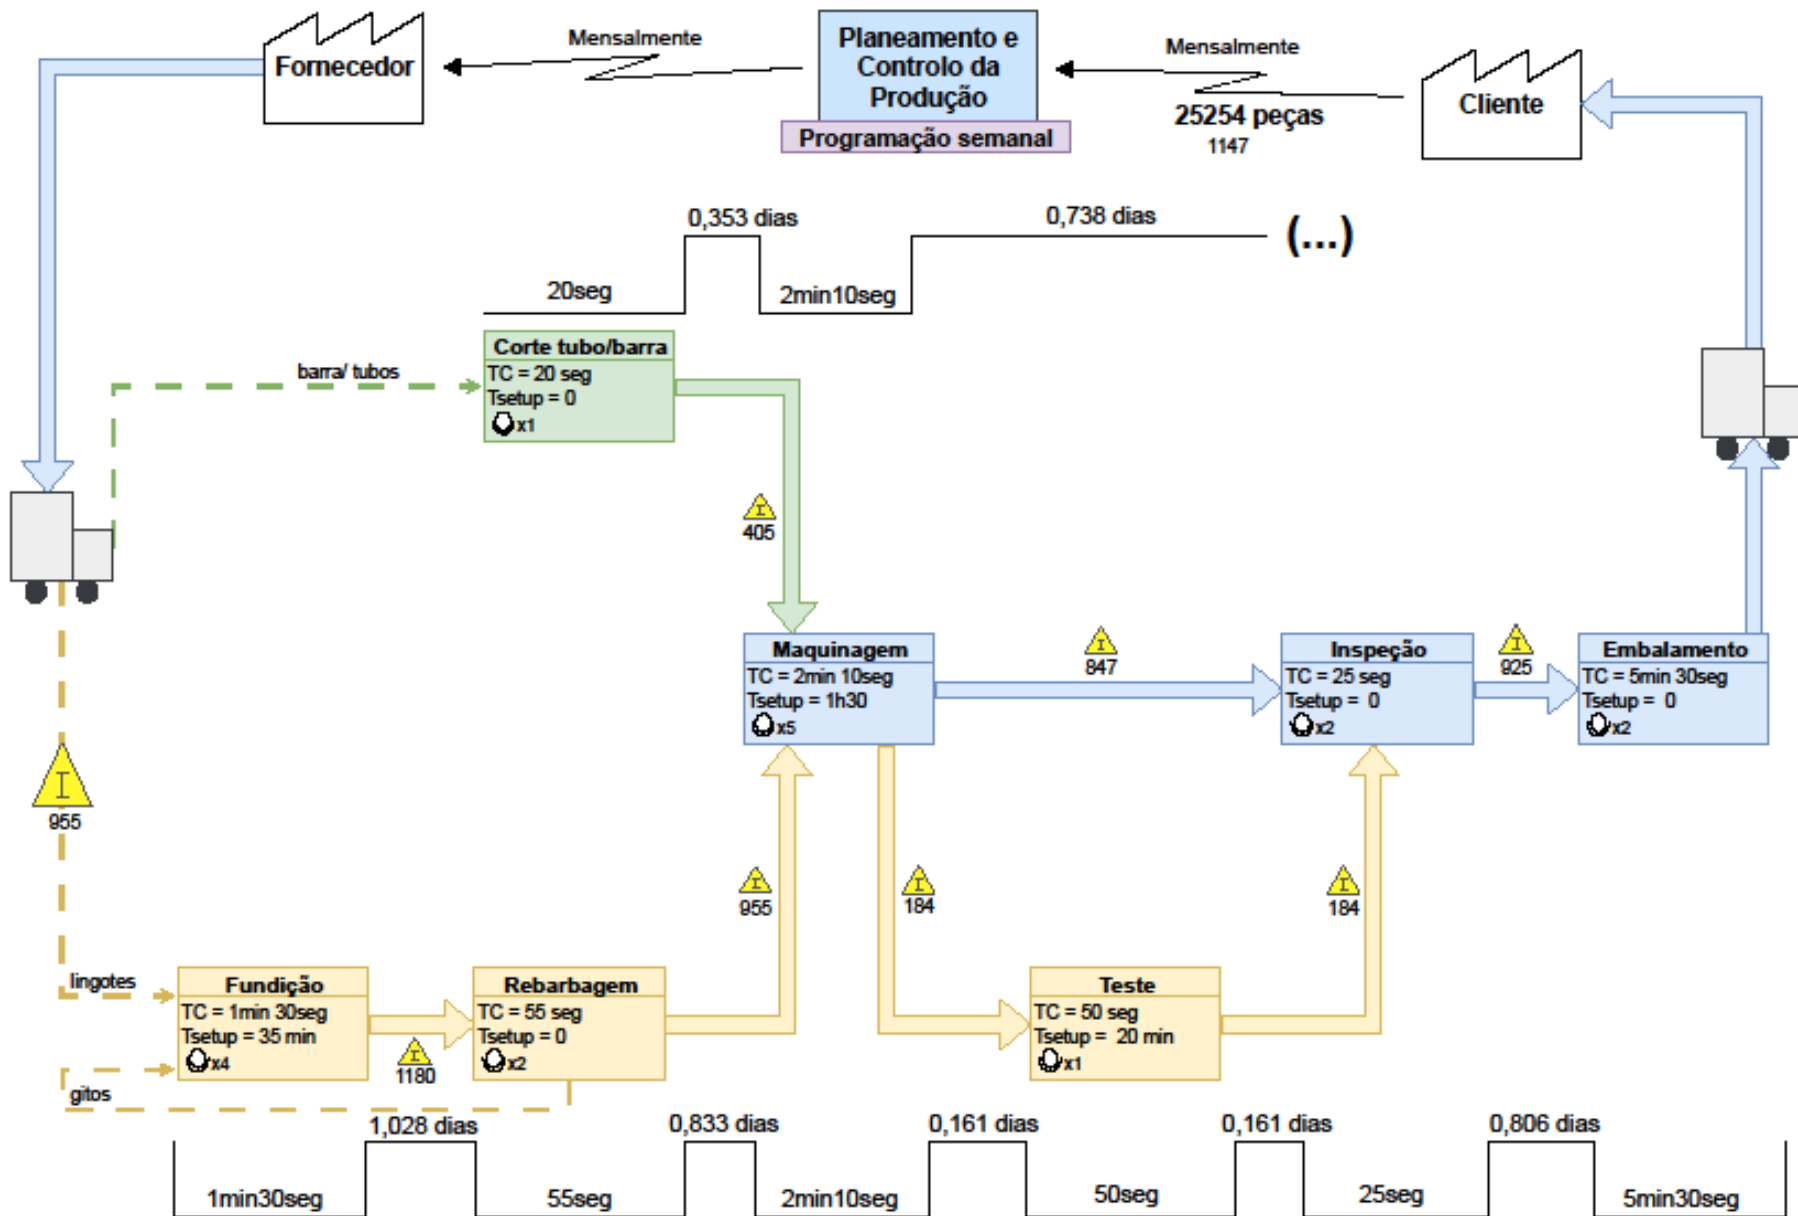 Fornecedor
Mensalmente
Planeamento e
Controlo da
Produção
Programação semanal
Mensalmente
25254 peças
1147
Cliente
0,353 dias
0,738 dias
(...)
20seg
2min10seg
barra/ tubos
Corte tubo/barra
TC = 20 seg
Tsetup = 0
x1
I
405
Maquinagem
TC = 2min 10seg
Tsetup = 1h30
x5
I
847
Inspeção
TC = 25 seg
Tsetup = 0
x2
I
925
Embalamento
TC = 5min 30seg
Tsetup = 0
x2
I
955
I
955
I
184
I
184
lingotes
gitos
Fundição
TC = 1min 30seg
Tsetup = 35 min
x4
I
1180
Rebarbagem
TC = 55 seg
Tsetup = 0
x2
Teste
TC = 50 seg
Tsetup = 20 min
x1
1,028 dias
0,833 dias
0,161 dias
0,161 dias
0,806 dias
1min30seg
55seg
2min10seg
50seg
25seg
5min30seg